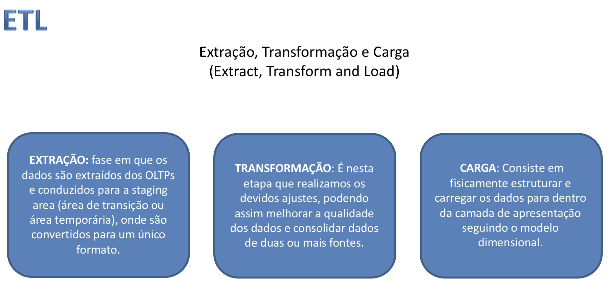 ETL
Extração, Transformação e Carga
(Extract, Transform and Load)
EXTRAÇÃO: fase em que os
dados são extraídos dos OLTPs
e conduzidos para a staging
area (área de transição ou
área temporária), onde são
convertidos para um único
formato.
TRANSFORMAÇÃO: É nesta
etapa que realizamos os
devidos ajustes, podendo
assim melhorar a qualidade
dos dados e consolidar dados
de duas ou mais fontes.
CARGA: Consiste em
fisicamente estruturar e
carregar os dados para dentro
da camada de apresentação
seguindo o modelo
dimensional.